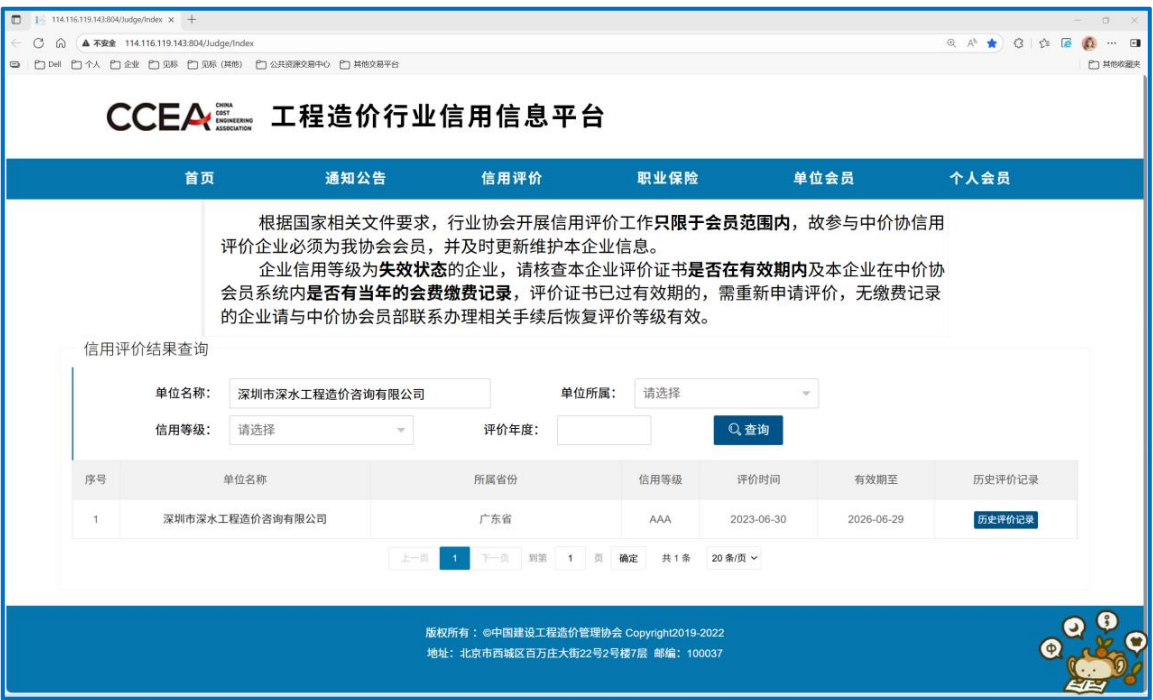 114.116.119.143:804/Judge/Index
不安全 114.116.119.143:804/Judge/Index
Dell 个人 企业 见标 见标 (其他) 公共资源交易中心 其他交易平台 其他收藏夹
CCEA CHINA COST ENGINEERING ASSOCIATION 工程造价行业信用信息平台
首页 通知公告 信用评价 职业保险 单位会员 个人会员
根据国家相关文件要求，行业协会开展信用评价工作只限于会员范围内，故参与中价协信用
评价企业必须为我协会会员，并及时更新维护本企业信息。
企业信用等级为失效状态的企业，请核查本企业评价证书是否在有效期内及本企业在中价协
会员系统内是否有当年的会费缴费记录，评价证书已过有效期的，需重新申请评价，无缴费记录
的企业请与中价协会员部联系办理相关手续后恢复评价等级有效。
信用评价结果查询
单位名称： 深圳市深水工程造价咨询有限公司 单位所属： 请选择
信用等级： 请选择 评价年度： 查询
序号 单位名称 所属省份 信用等级 评价时间 有效期至 历史评价记录
1 深圳市深水工程造价咨询有限公司 广东省 AAA 2023-06-30 2026-06-29 历史评价记录
上一页 1 下一页 到第 1 页 确定 共 1 条 20 条/页
版权所有：©中国建设工程造价管理协会 Copyright2019-2022
地址：北京市西城区百万庄大街22号2号楼7层 邮编：100037
中